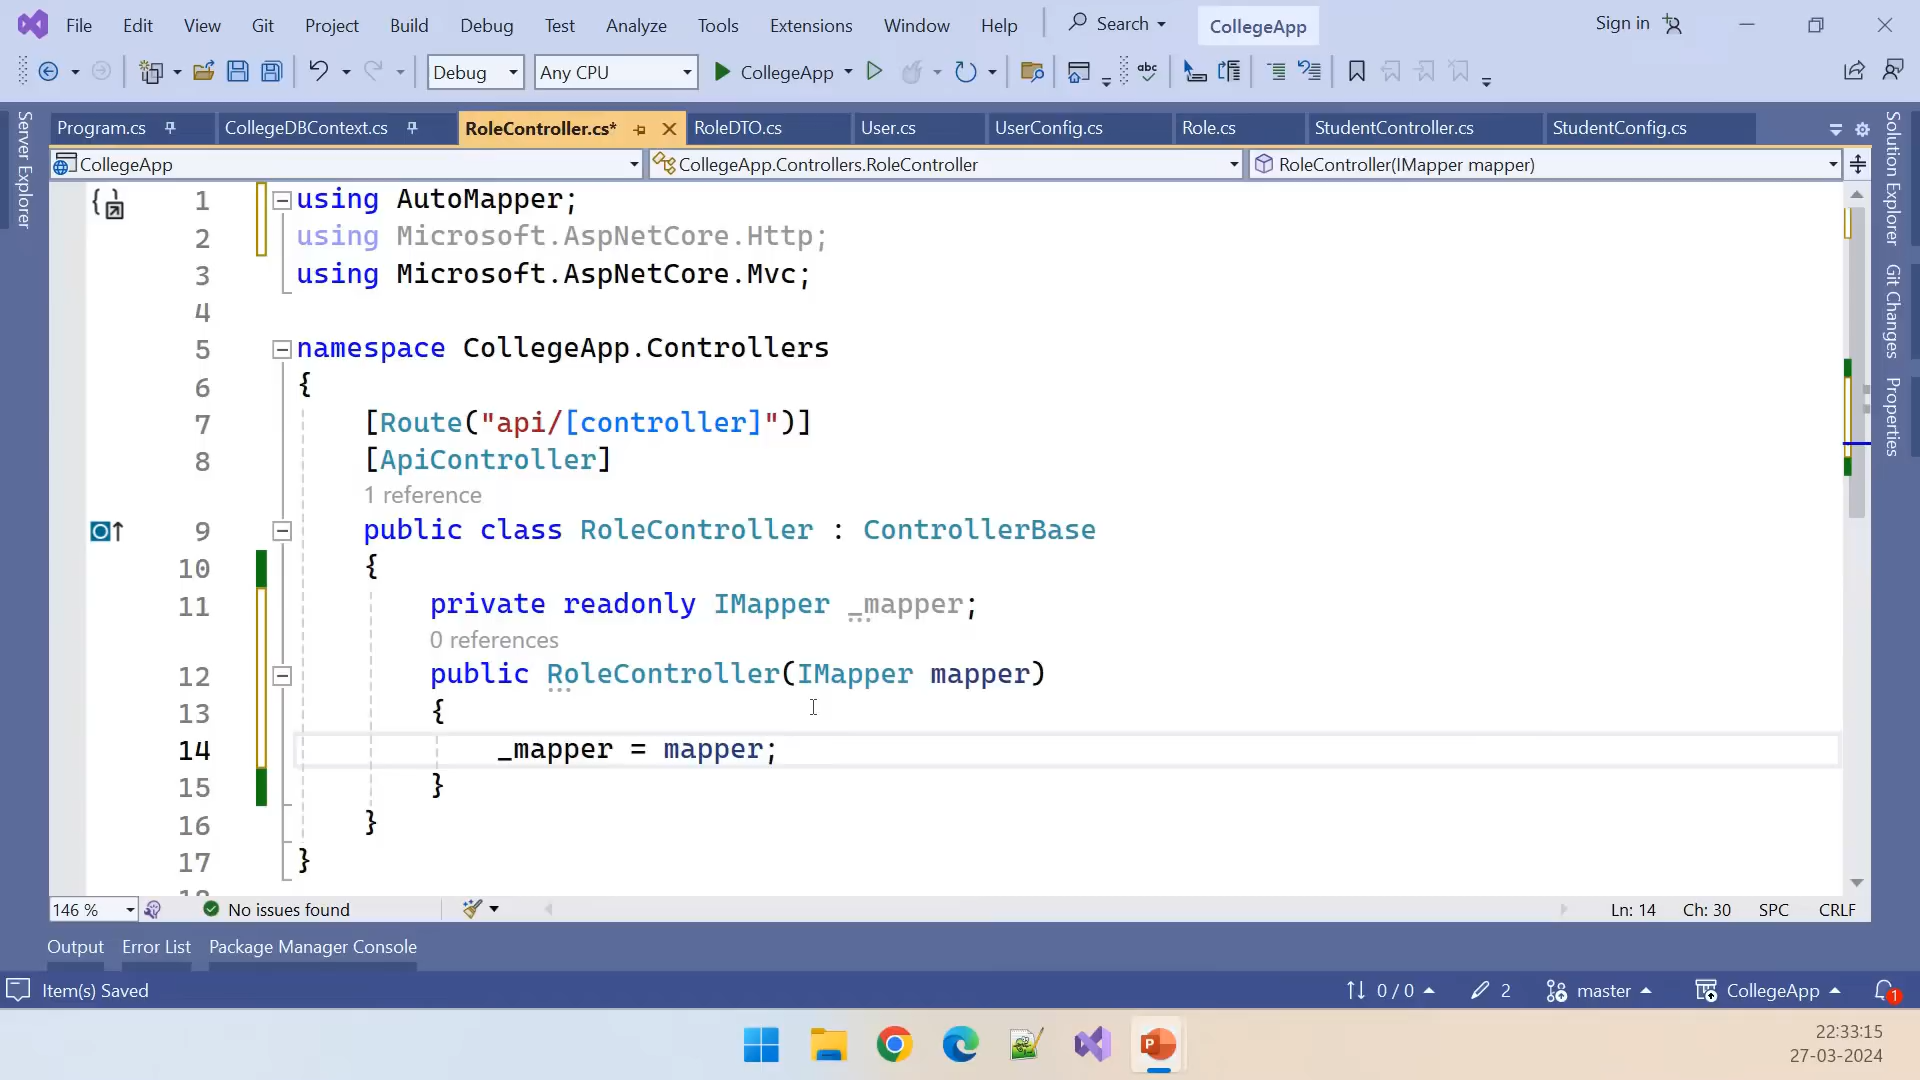 File Edit View Git Project Build Debug Test Analyze Tools Extensions Window Help Search CollegeApp Sign in
Debug Any CPU CollegeApp abc
Program.cs CollegeDBContext.cs RoleController.cs* RoleDTO.cs User.cs UserConfig.cs Role.cs StudentController.cs StudentConfig.cs
CollegeApp CollegeApp.Controllers.RoleController RoleController(IMapper mapper)
Server Explorer
Solution Explorer
Git Changes
Properties
1 using AutoMapper;
2 using Microsoft.AspNetCore.Http;
3 using Microsoft.AspNetCore.Mvc;
4
5 namespace CollegeApp.Controllers
6 {
7 [Route("api/[controller]")]
8 [ApiController]
1 reference
9 public class RoleController : ControllerBase
10 {
11 private readonly IMapper _mapper;
0 references
12 public RoleController(IMapper mapper)
13 {
14 _mapper = mapper;
15 }
16 }
17 }
146 % No issues found Ln: 14 Ch: 30 SPC CRLF
Output Error List Package Manager Console
Item(s) Saved 0 / 0 2 master CollegeApp 1
22:33:15
27-03-2024